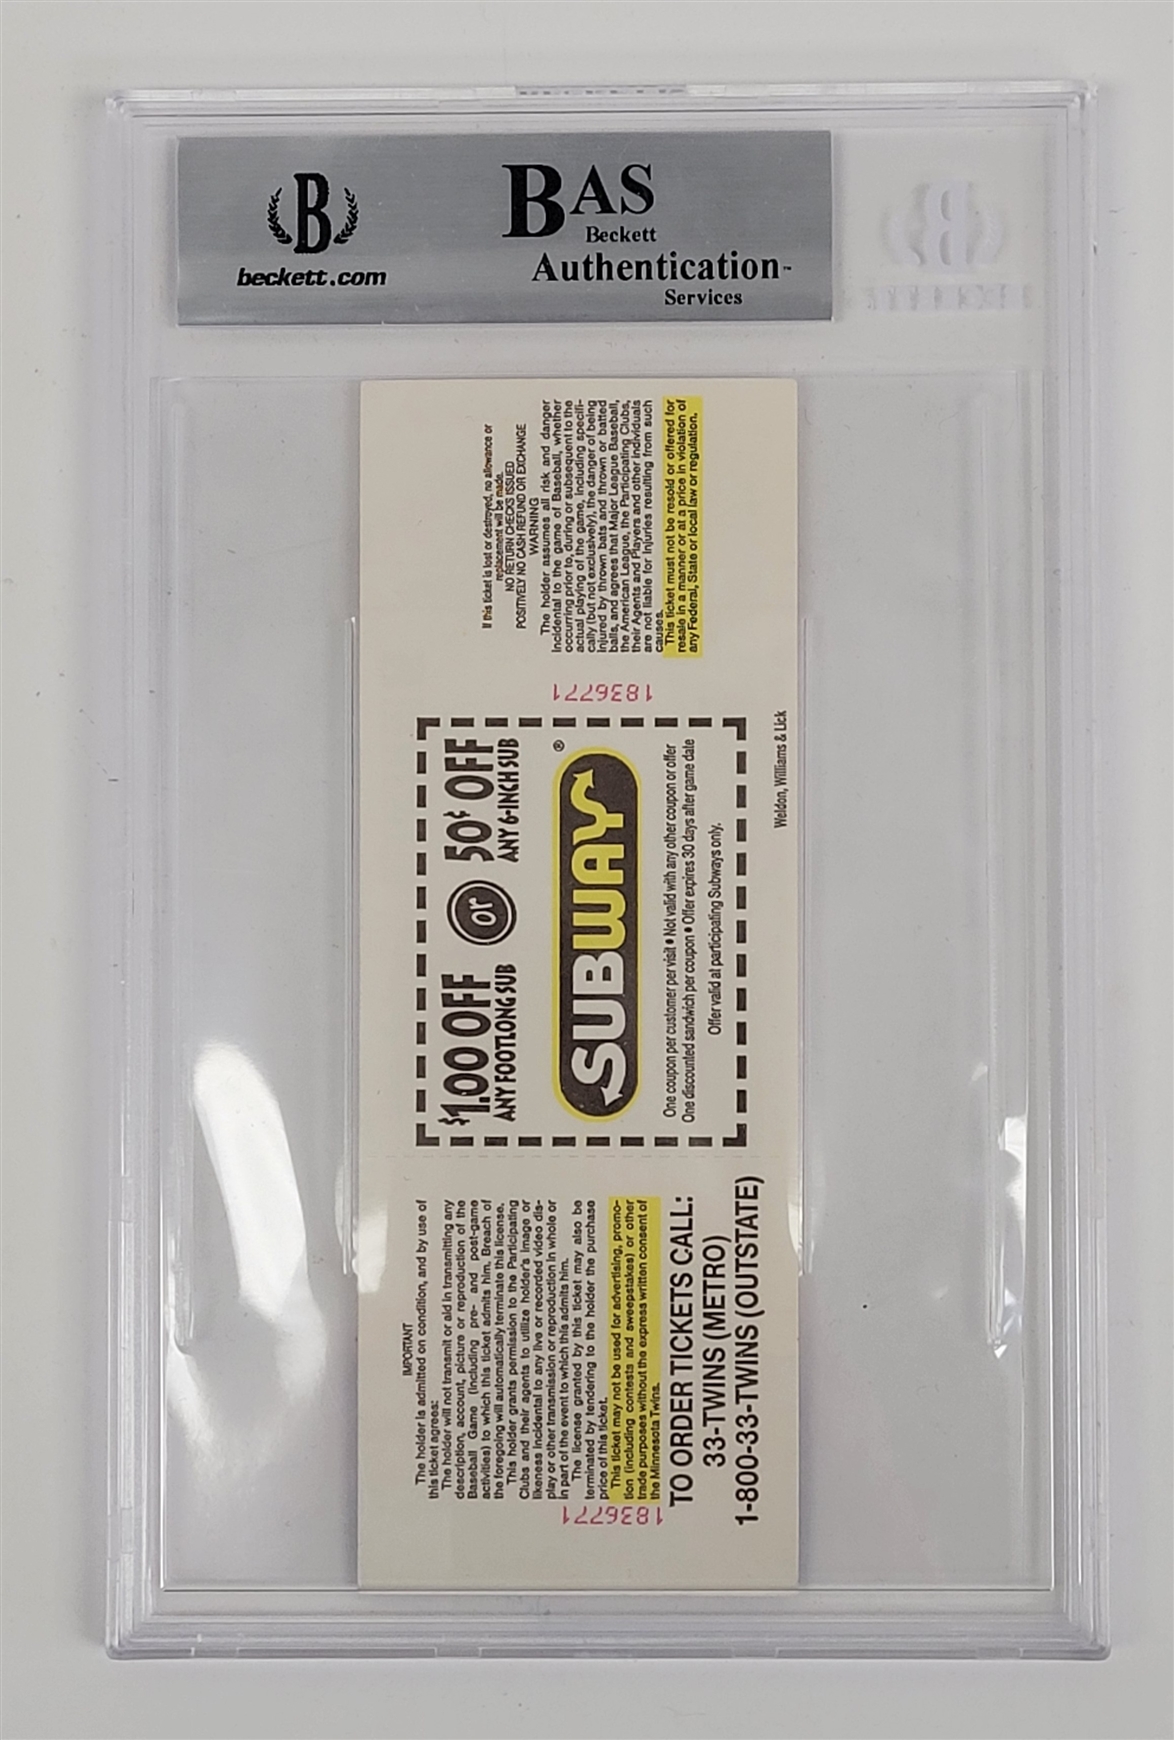 B
beckett.com
BAS
Beckett
Authentication™
Services
IMPORTANT
The holder is admitted on condition, and by use of
this ticket agrees:
The holder will not transmit or aid in transmitting any
description, account, picture or reproduction of the
Baseball Game (including pre- and post-game
activities) to which this ticket admits him. Breach of
the foregoing will automatically terminate this license.
This holder grants permission to the Participating
Clubs and their agents to utilize holder's image or
likeness incidental to any live or recorded video dis-
play or other transmission or reproduction in whole or
in part of the event to which this admits him.
The license granted by this ticket may also be
terminated by tendering to the holder the purchase
price of this ticket.
This ticket may not be used for advertising, promo-
tion (including contests and sweepstakes) or other
trade purposes without the express written consent of
the Minnesota Twins.
1836771
TO ORDER TICKETS CALL:
33-TWINS (METRO)
1-800-33-TWINS (OUTSTATE)
$1.00 OFF
ANY FOOTLONG SUB
or
50¢ OFF
ANY 6-INCH SUB
SUBWAY®
One coupon per customer per visit • Not valid with any other coupon or offer
One discounted sandwich per coupon • Offer expires 30 days after game date
Offer valid at participating Subways only.
Weldon, Williams & Lick
1836771
If this ticket is lost or destroyed, no allowance or
replacement will be made.
NO RETURN CHECKS ISSUED
POSITIVELY NO CASH REFUND OR EXCHANGE
WARNING
The holder assumes all risk and danger
incidental to the game of Baseball, whether
occurring prior to, during or subsequent to the
actual playing of the game, including specifi-
cally (but not exclusively), the danger of being
injured by thrown bats and thrown or batted
balls, and agrees that Major League Baseball,
the American League, the Participating Clubs,
their Agents and Players and other individuals
are not liable for injuries resulting from such
causes.
This ticket must not be resold or offered for
resale in a manner or at a price in violation of
any Federal, State or local law or regulation.